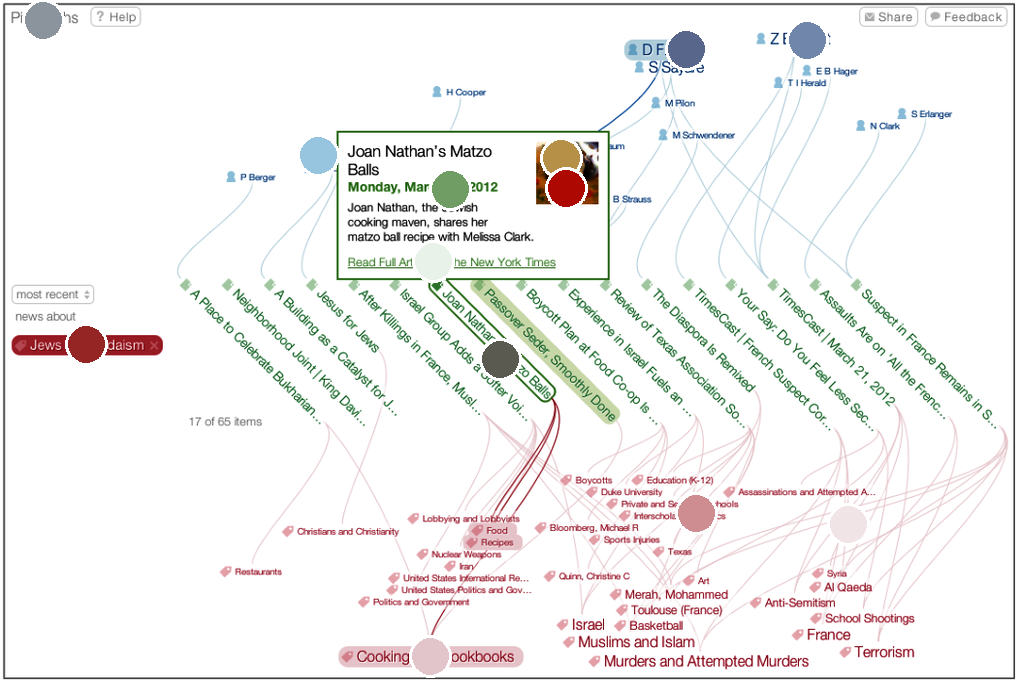 ? Help
Share
Feedback
D F
S Sayare
Z E
E B Hager
T I Herald
H Cooper
M Pilon
S Erlanger
N Clark
M Schwendener
aum
P Berger
B Strauss
Joan Nathan's Matzo
Balls
Monday, Mar 2012
Joan Nathan, the Jewish
cooking maven, shares her
matzo ball recipe with Melissa Clark.
Read Full Art he New York Times
most recent
news about
Jews daism ×
17 of 65 items
A Place to Celebrate Bukharian...
Neighborhood Joint | King Davi...
A Building as a Catalyst for J...
Jesus for Jews
After Killings in France, Musl...
Israel Group Adds a Softer Voi...
Joan Nathan zo Balls
Passover Seder, Smoothly Done
Boycott Plan at Food Co-op Is...
Experience in Israel Fuels an ...
Review of Texas Association So...
The Diaspora Is Remixed
TimesCast | French Suspect Cor...
Your Say: Do You Feel Less Sec...
TimesCast | March 21, 2012
Assaults Are on 'All the Frenc...
Suspect in France Remains in S...
Boycotts
Education (K-12)
Duke University
Assassinations and Attempted A...
Private and hools
Interschola cs
Lobbying and Lobbyists
Christians and Christianity
Food
Bloomberg, Michael R
Recipes
Sports Injuries
Nuclear Weapons
Texas
Iran
Restaurants
United States International Re...
Quinn, Christine C
Art
Syria
United States Politics and Gov...
Merah, Mohammed
Al Qaeda
Politics and Government
Toulouse (France)
Anti-Semitism
Israel
Basketball
School Shootings
Muslims and Islam
France
Cooking ookbooks
Murders and Attempted Murders
Terrorism